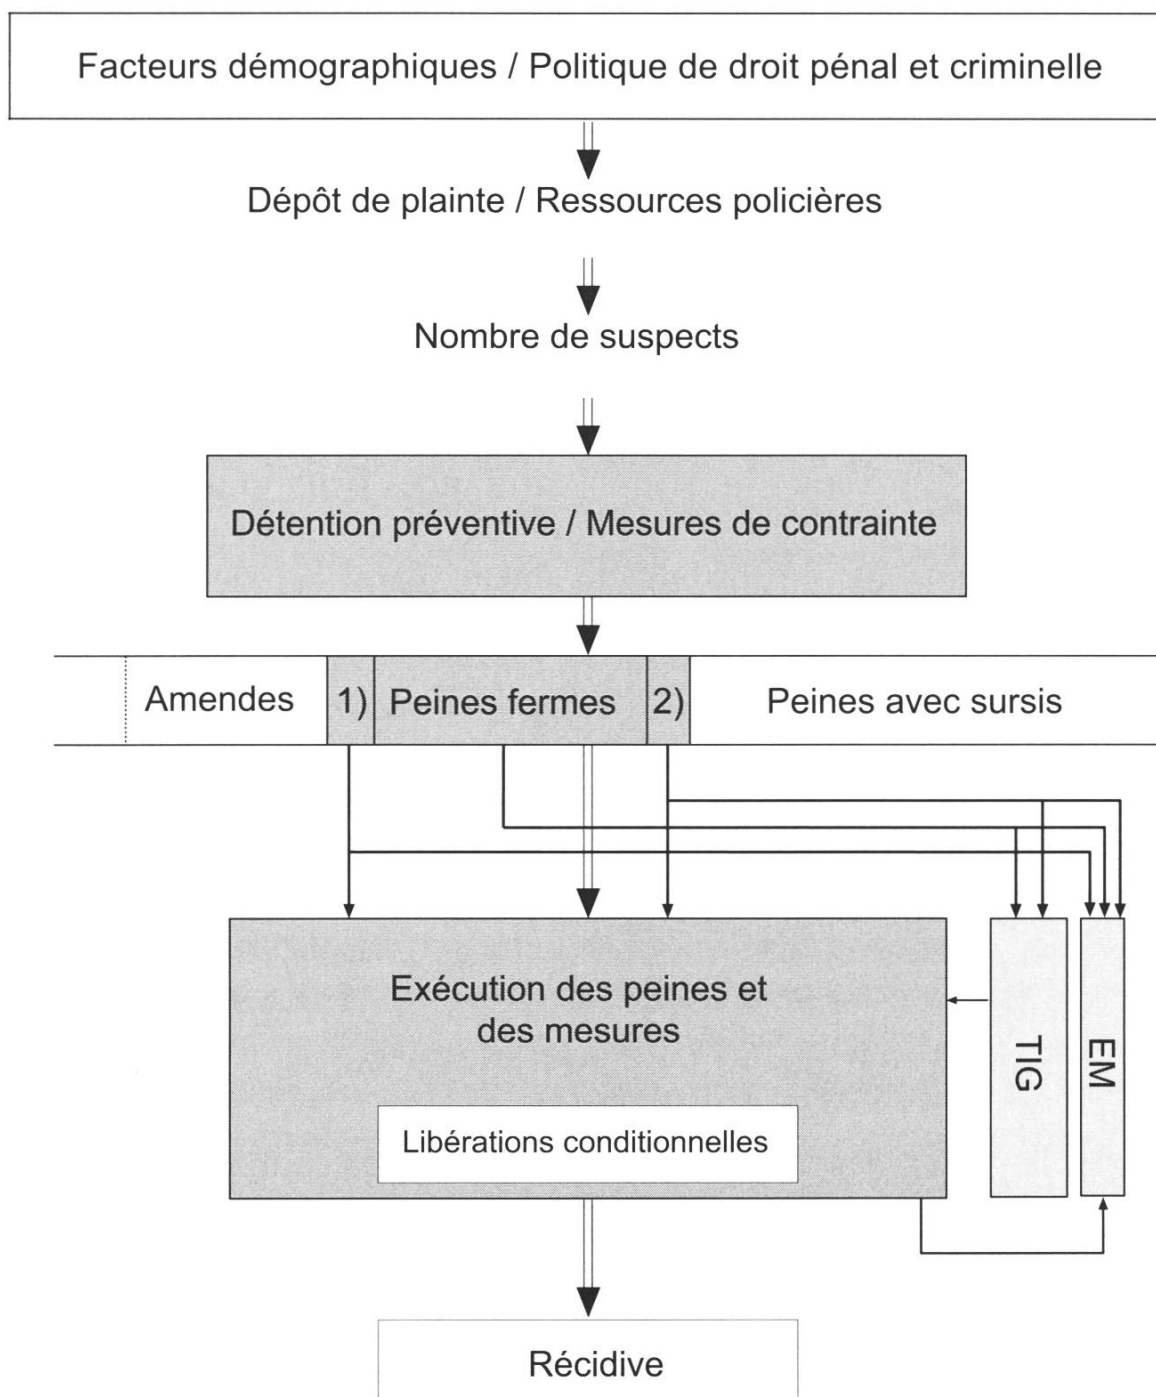 Facteurs démographiques / Politique de droit pénal et criminelle
Dépôt de plainte / Ressources policières
Nombre de suspects
Détention préventive / Mesures de contrainte
Amendes 1) Peines fermes 2) Peines avec sursis
Exécution des peines et
des mesures
TIG
EM
Libérations conditionnelles
Récidive